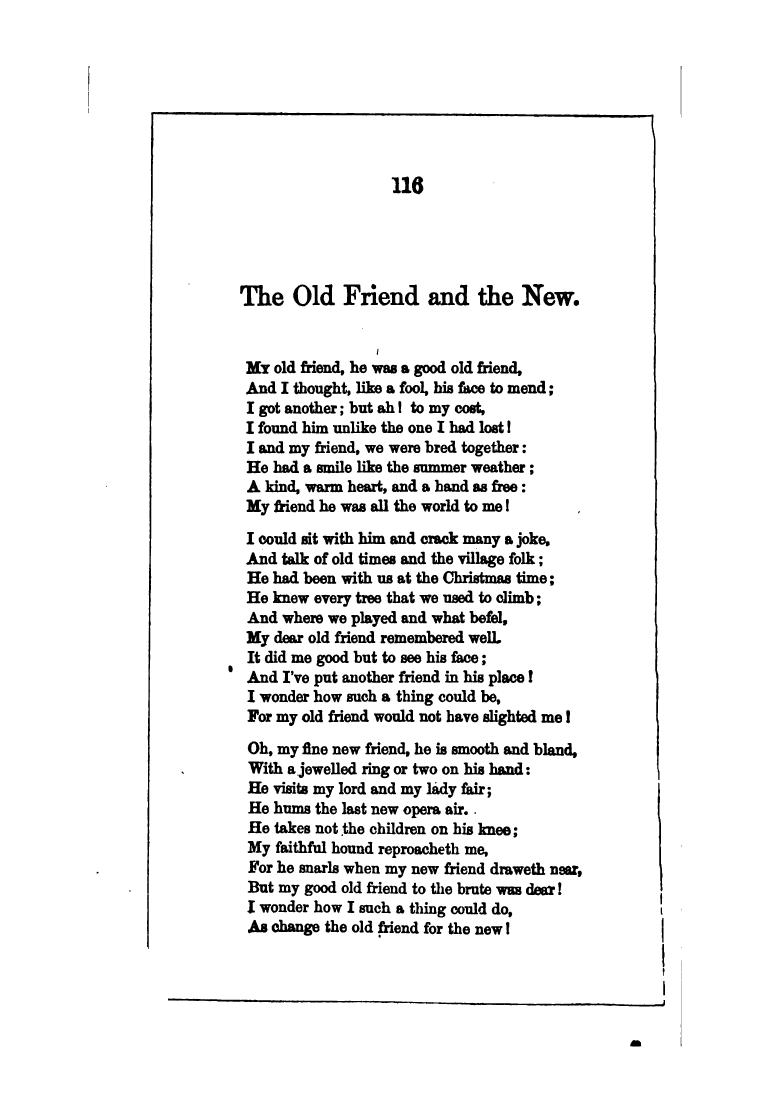 116
The Old Friend and the New.
My old friend, he was a good old friend,
And I thought, like a fool, his face to mend;
I got another; but ah! to my cost,
I found him unlike the one I had lost!
I and my friend, we were bred together:
He had a smile like the summer weather;
A kind, warm heart, and a hand as free:
My friend he was all the world to me!
I could sit with him and crack many a joke,
And talk of old times and the village folk;
He had been with us at the Christmas time;
He knew every tree that we used to climb;
And where we played and what befel,
My dear old friend remembered well.
It did me good but to see his face;
And I've put another friend in his place!
I wonder how such a thing could be,
For my old friend would not have slighted me!
Oh, my fine new friend, he is smooth and bland,
With a jewelled ring or two on his hand:
He visits my lord and my lady fair;
He hums the last new opera air.
He takes not the children on his knee;
My faithful hound reproacheth me,
For he snarls when my new friend draweth near,
But my good old friend to the brute was dear!
I wonder how I such a thing could do,
As change the old friend for the new!